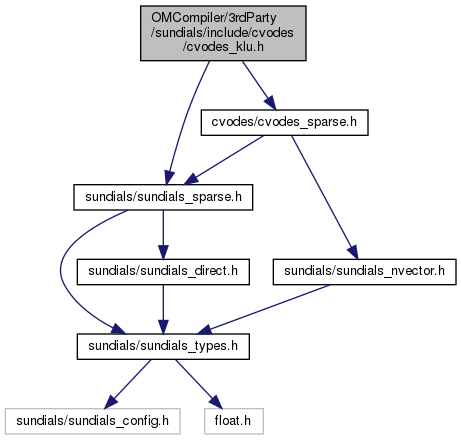 OMCompiler/3rdParty
/sundials/include/cvodes
/cvodes_klu.h
cvodes/cvodes_sparse.h
sundials/sundials_sparse.h
sundials/sundials_direct.h
sundials/sundials_nvector.h
sundials/sundials_types.h
sundials/sundials_config.h
float.h